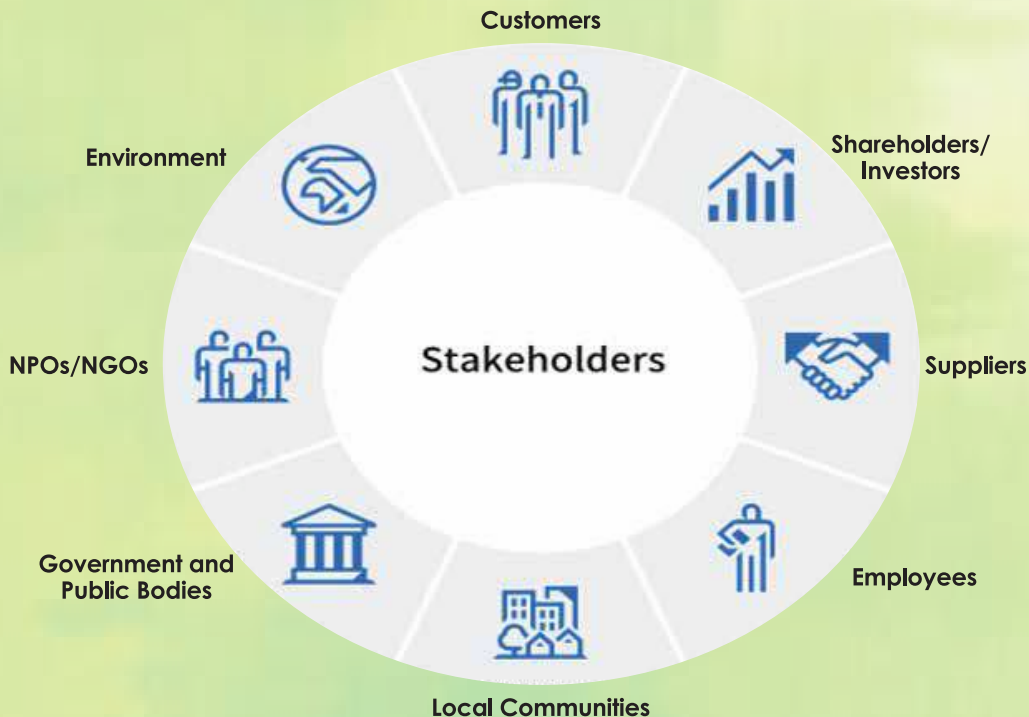 Customers
Environment
Shareholders/
Investors
NPOs/NGOs
Stakeholders
Suppliers
Government and
Public Bodies
Employees
Local Communities